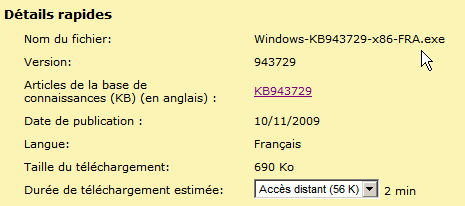 Détails rapides
Nom du fichier: Windows-KB943729-x86-FRA.exe
Version: 943729
Articles de la base de
connaissances (KB) (en anglais) : KB943729
Date de publication : 10/11/2009
Langue: Français
Taille du téléchargement: 690 Ko
Durée de téléchargement estimée: Accès distant (56 K) 2 min